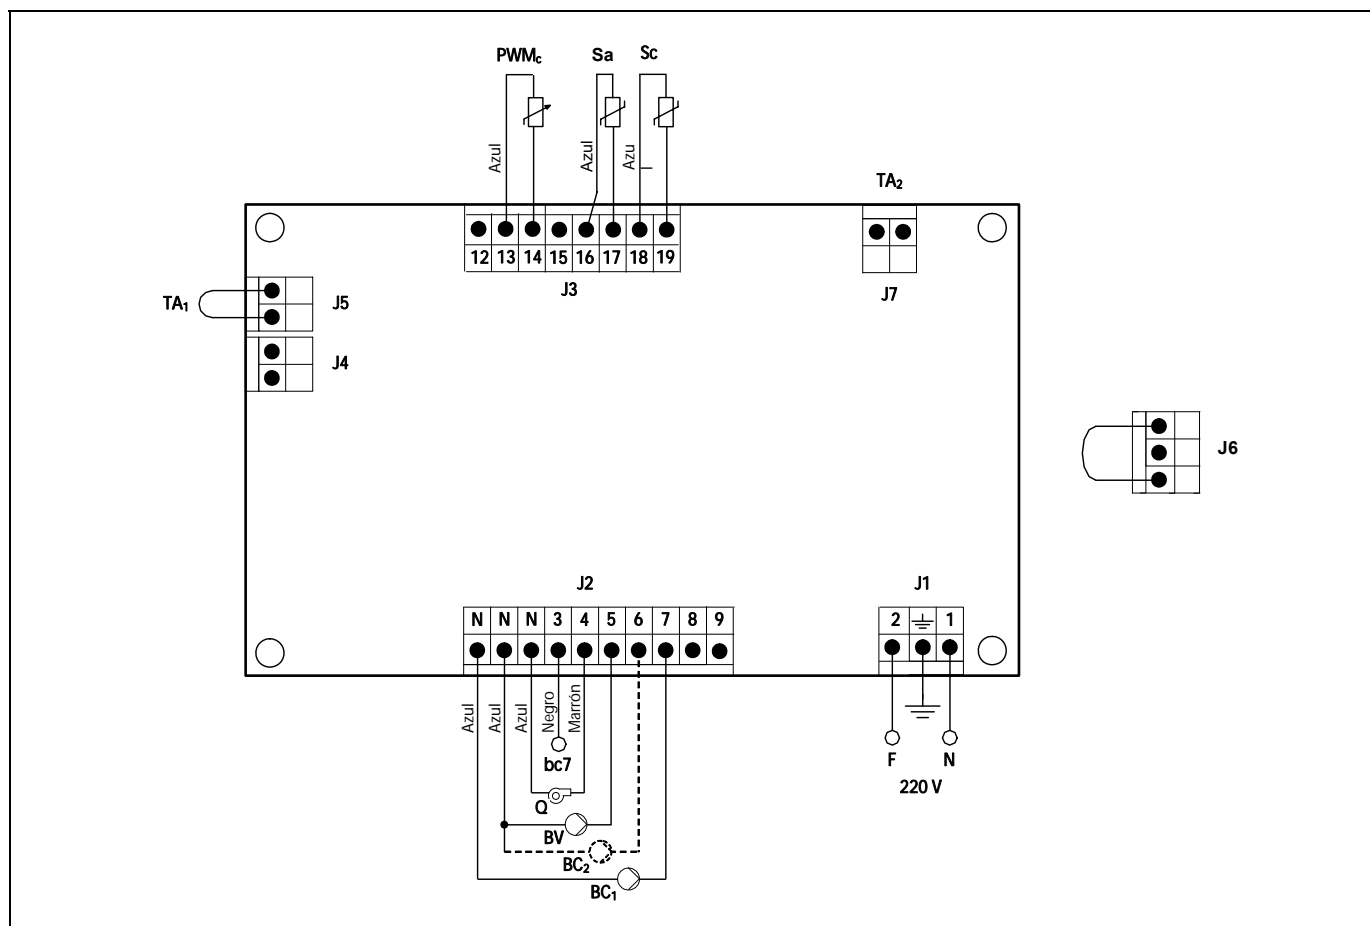 PWMc Sa Sc
Azul Azul Azu
l
TA2
12 13 14 15 16 17 18 19
J3
J7
TA1
J5
J4
J6
J2
J1
N N N 3 4 5 6 7 8 9
2 1
Azul Azul Azul Negro Marrón
bc7
F N
220 V
Q
BV
BC2
BC1